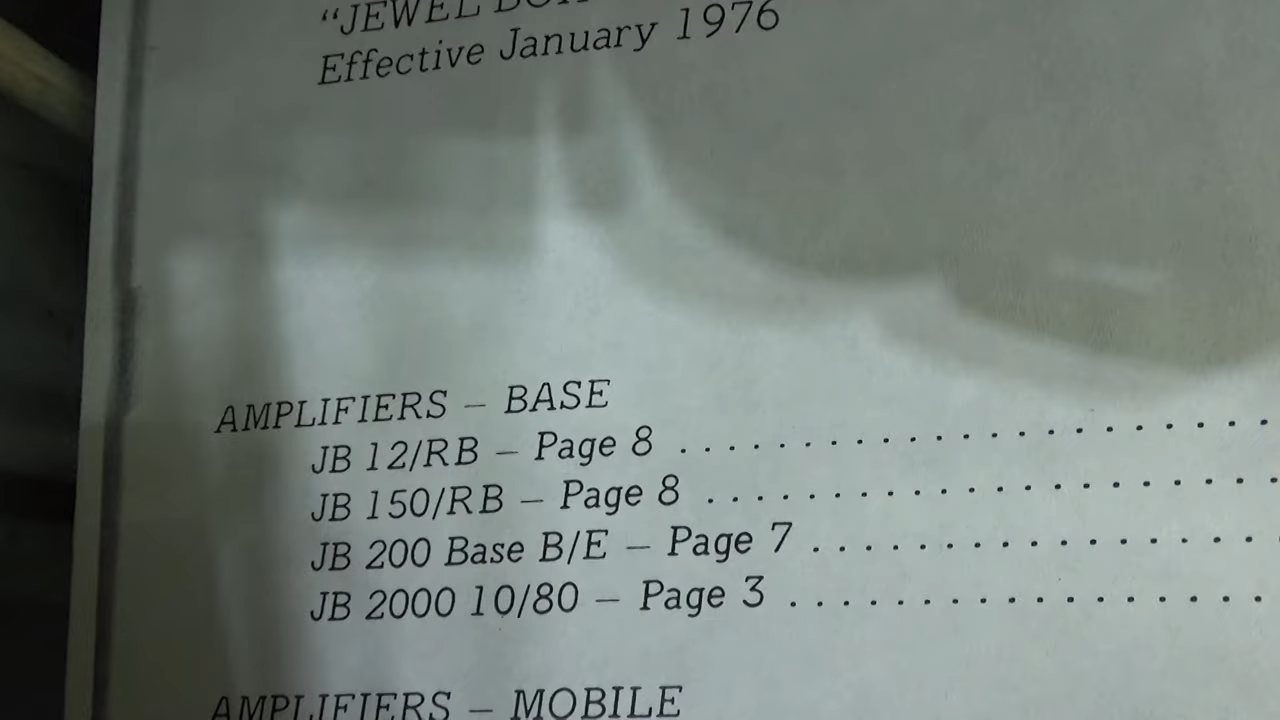 "JEWEL
Effective January 1976
AMPLIFIERS – BASE
JB 12/RB – Page 8 . . . . . . . . . . . . . . . . . . . . . . . .
JB 150/RB – Page 8 . . . . . . . . . . . . . . . . . . . . . .
JB 200 Base B/E – Page 7 . . . . . . . . . . . . . . . . . .
JB 2000 10/80 – Page 3 . . . . . . . . . . . . . . . . . .
AMPLIFIERS – MOBILE